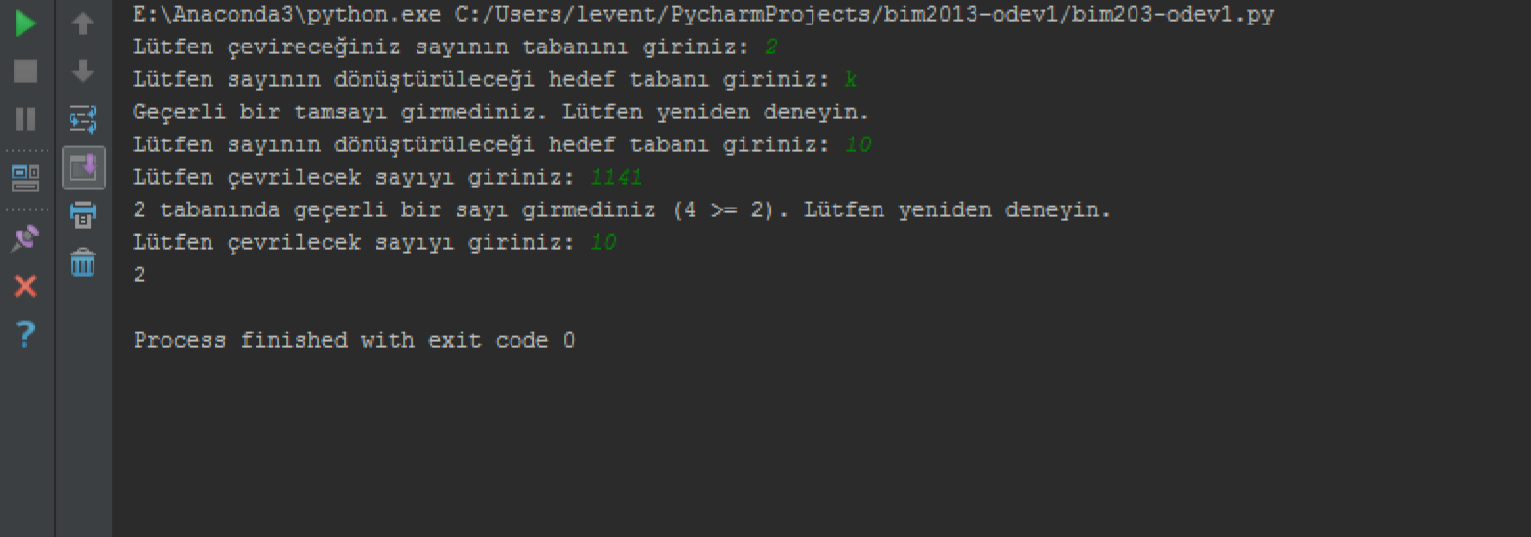 E:\Anaconda3\python.exe C:/Users/levent/PycharmProjects/bim2013-odev1/bim203-odev1.py
Lütfen çevireceğiniz sayının tabanını giriniz: 2
Lütfen sayının dönüştürüleceği hedef tabanı giriniz: k
Geçerli bir tamsayı girmediniz. Lütfen yeniden deneyin.
Lütfen sayının dönüştürüleceği hedef tabanı giriniz: 10
Lütfen çevrilecek sayıyı giriniz: 1141
2 tabanında geçerli bir sayı girmediniz (4 >= 2). Lütfen yeniden deneyin.
Lütfen çevrilecek sayıyı giriniz: 10
2
Process finished with exit code 0